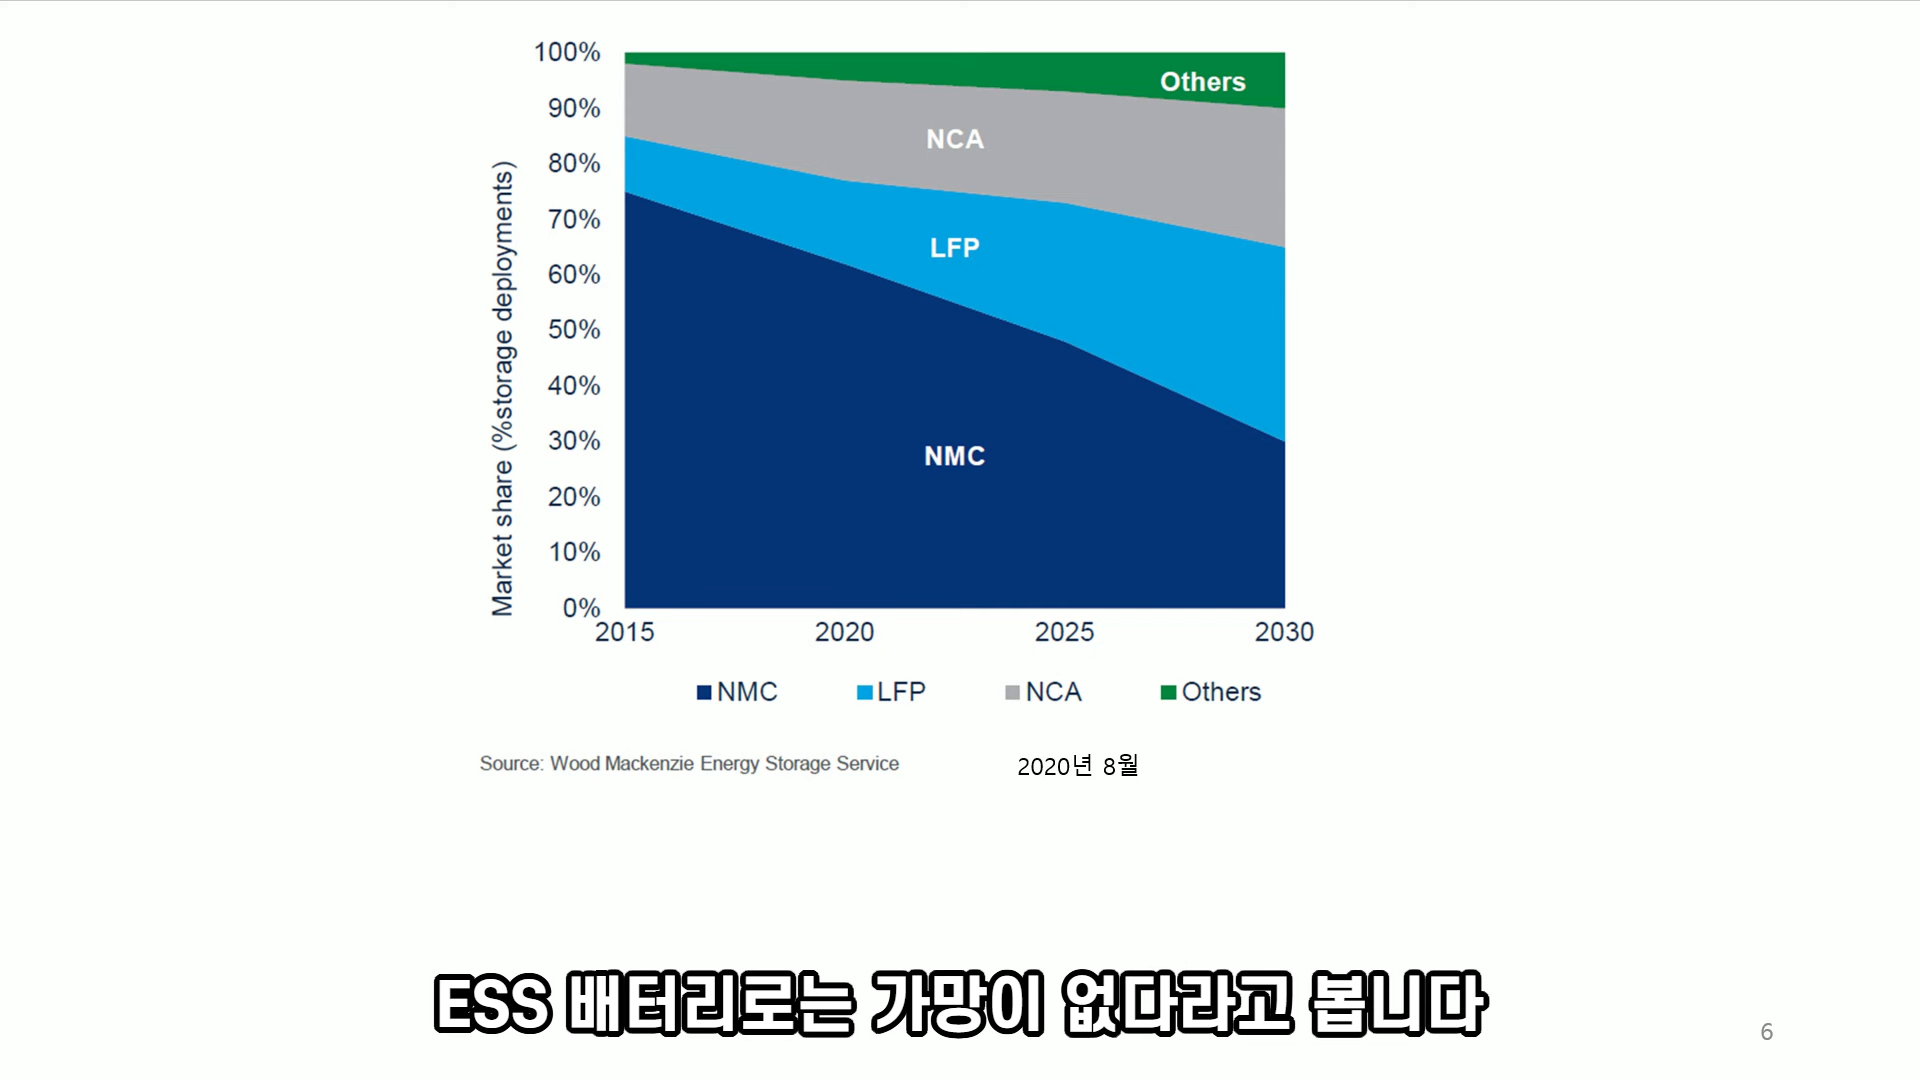 100%
90%
80%
70%
60%
50%
40%
30%
20%
10%
0%
Market share (%storage deployments)
Others
NCA
LFP
NMC
2015 2020 2025 2030
NMC LFP NCA Others
Source: Wood Mackenzie Energy Storage Service 2020년 8월
ESS 배터리로는 가망이 없다라고 봅니다
6